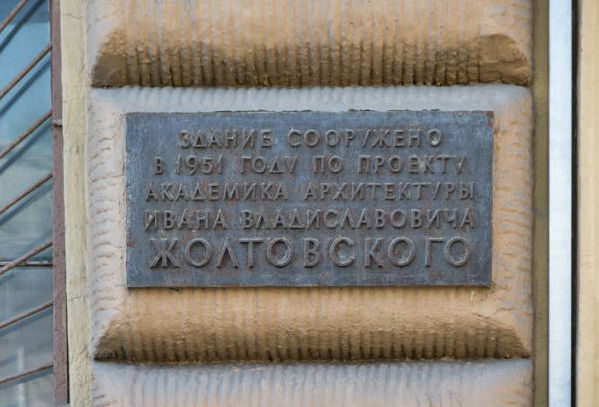 ЗДАНИЕ СООРУЖЕНО
В 1951 ГОДУ ПО ПРОЕКТУ
АКАДЕМИКА АРХИТЕКТУРЫ
ИВАНА ВЛАДИСЛАВОВИЧА
ЖОЛТОВСКОГО